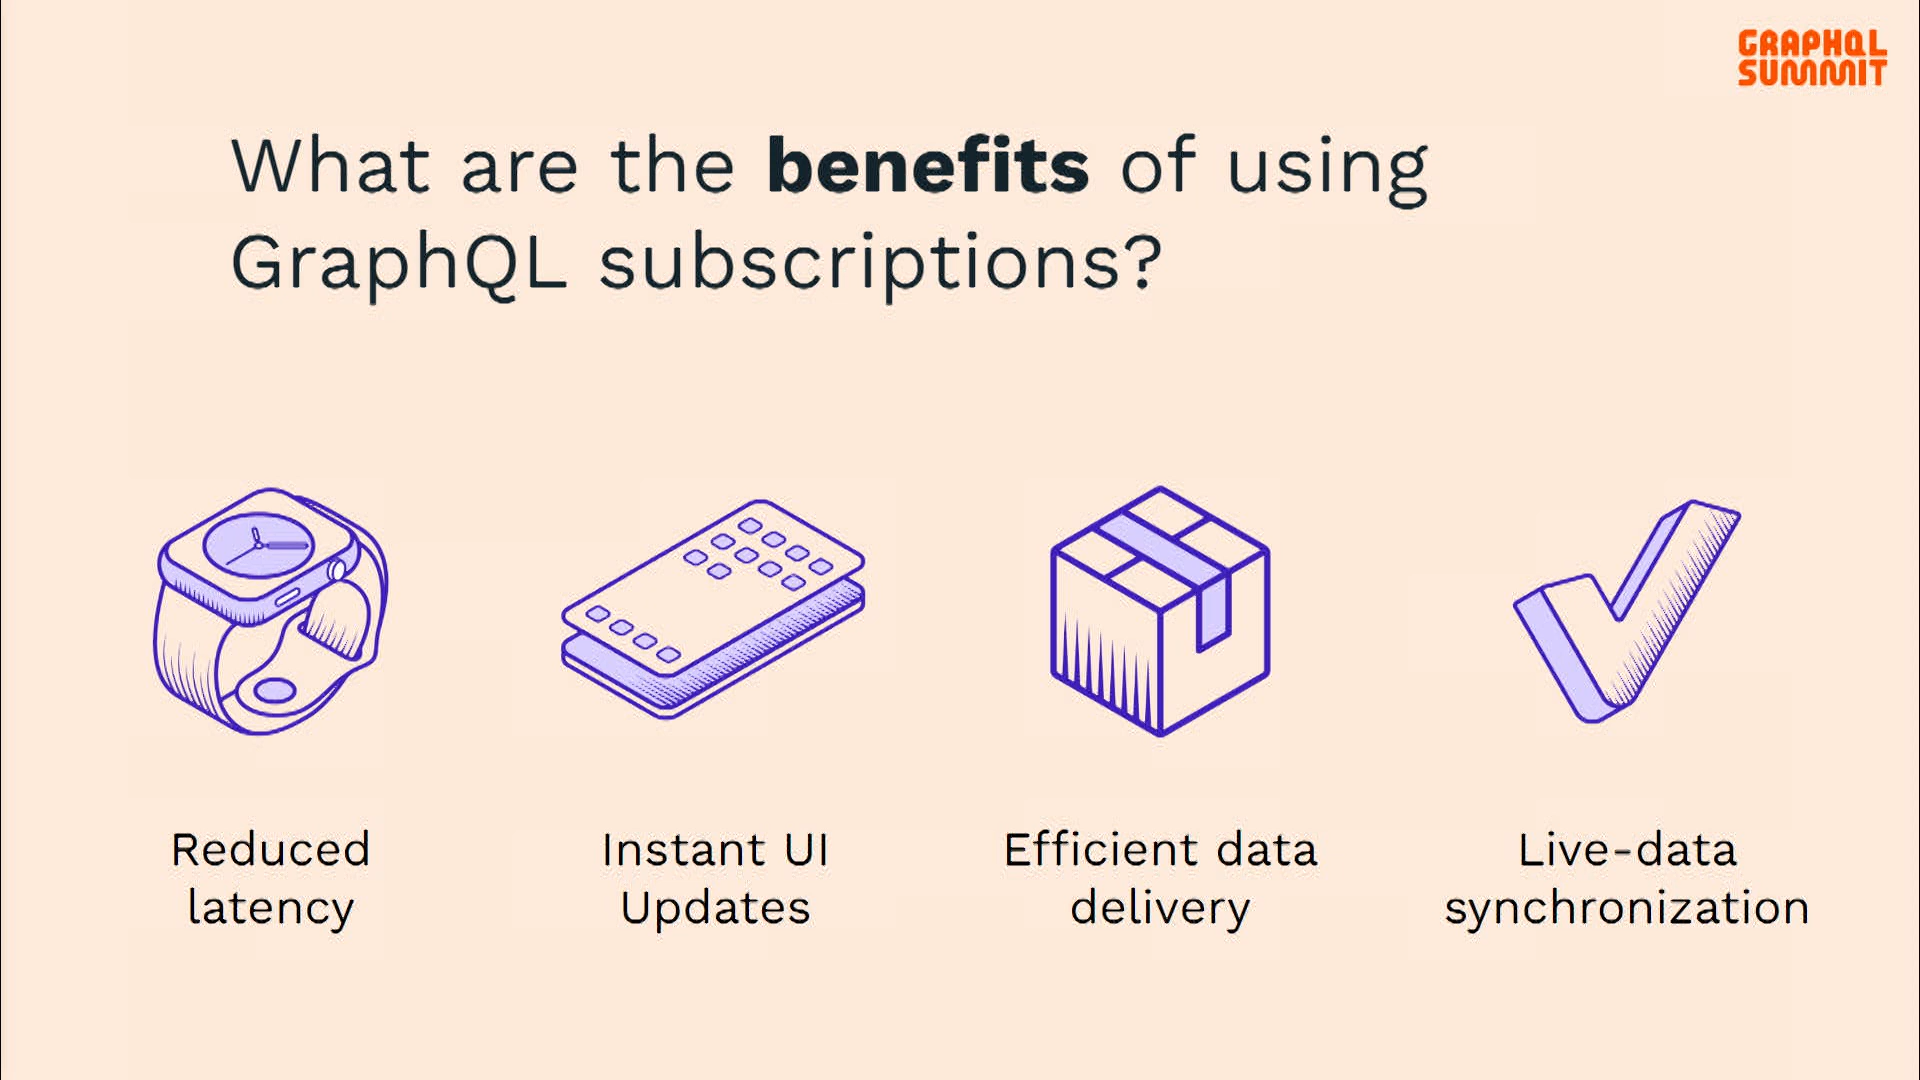 GRAPHQL
SUMMIT
What are the benefits of using
GraphQL subscriptions?
Reduced
latency
Instant UI
Updates
Efficient data
delivery
Live-data
synchronization